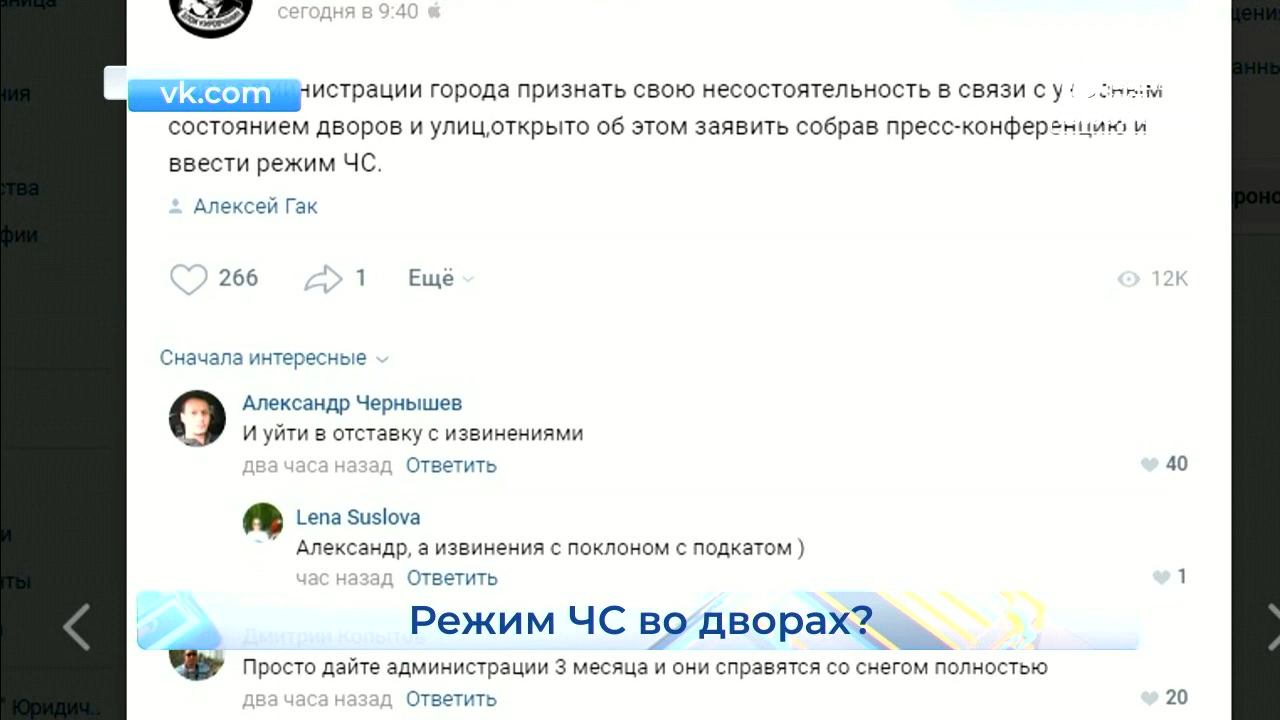 сегодня в 9:40
vk.com
нистрации города признать свою несостоятельность в связи с
состоянием дворов и улиц,открыто об этом заявить собрав пресс-конференцию и
ввести режим ЧС.
Алексей Гак
266 1 Ещё 12K
Сначала интересные
Александр Чернышев
И уйти в отставку с извинениями
два часа назад Ответить 40
Lena Suslova
Александр, а извинения с поклоном с подкатом )
час назад Ответить 1
Режим ЧС во дворах?
Дмитрий Копытов
Просто дайте администрации 3 месяца и они справятся со снегом полностью
два часа назад Ответить 20
" Юридич..